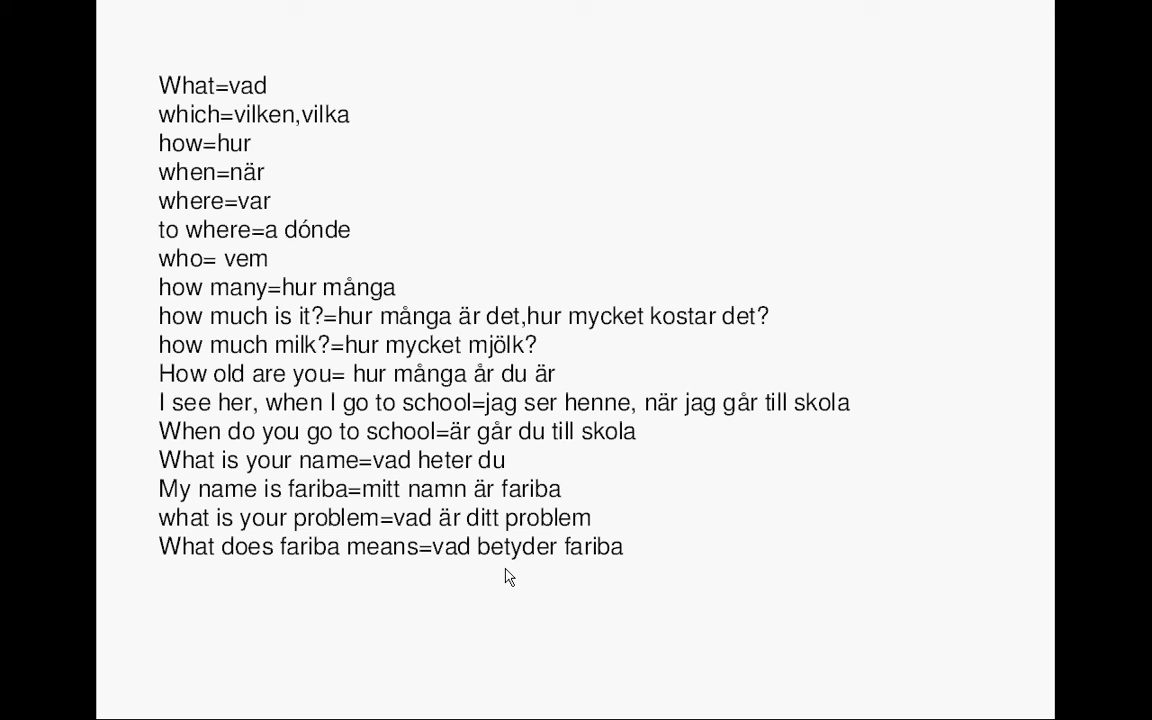 What=vad
which=vilken,vilka
how=hur
when=när
where=var
to where=a dónde
who= vem
how many=hur många
how much is it?=hur många är det,hur mycket kostar det?
how much milk?=hur mycket mjölk?
How old are you= hur många år du är
I see her, when I go to school=jag ser henne, när jag går till skola
When do you go to school=är går du till skola
What is your name=vad heter du
My name is fariba=mitt namn är fariba
what is your problem=vad är ditt problem
What does fariba means=vad betyder fariba